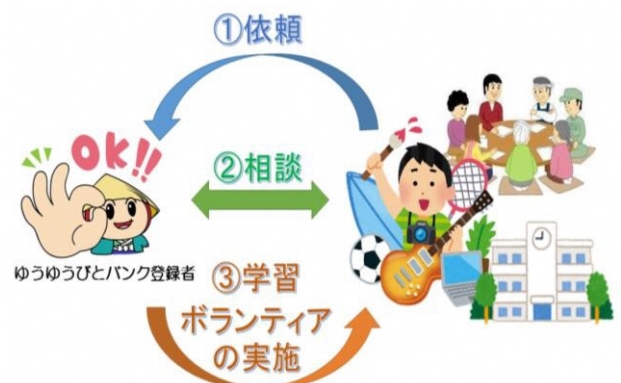 ①依頼
OK!!
②相談
ゆうゆうびとバンク登録者
③学習
ボランティア
の実施